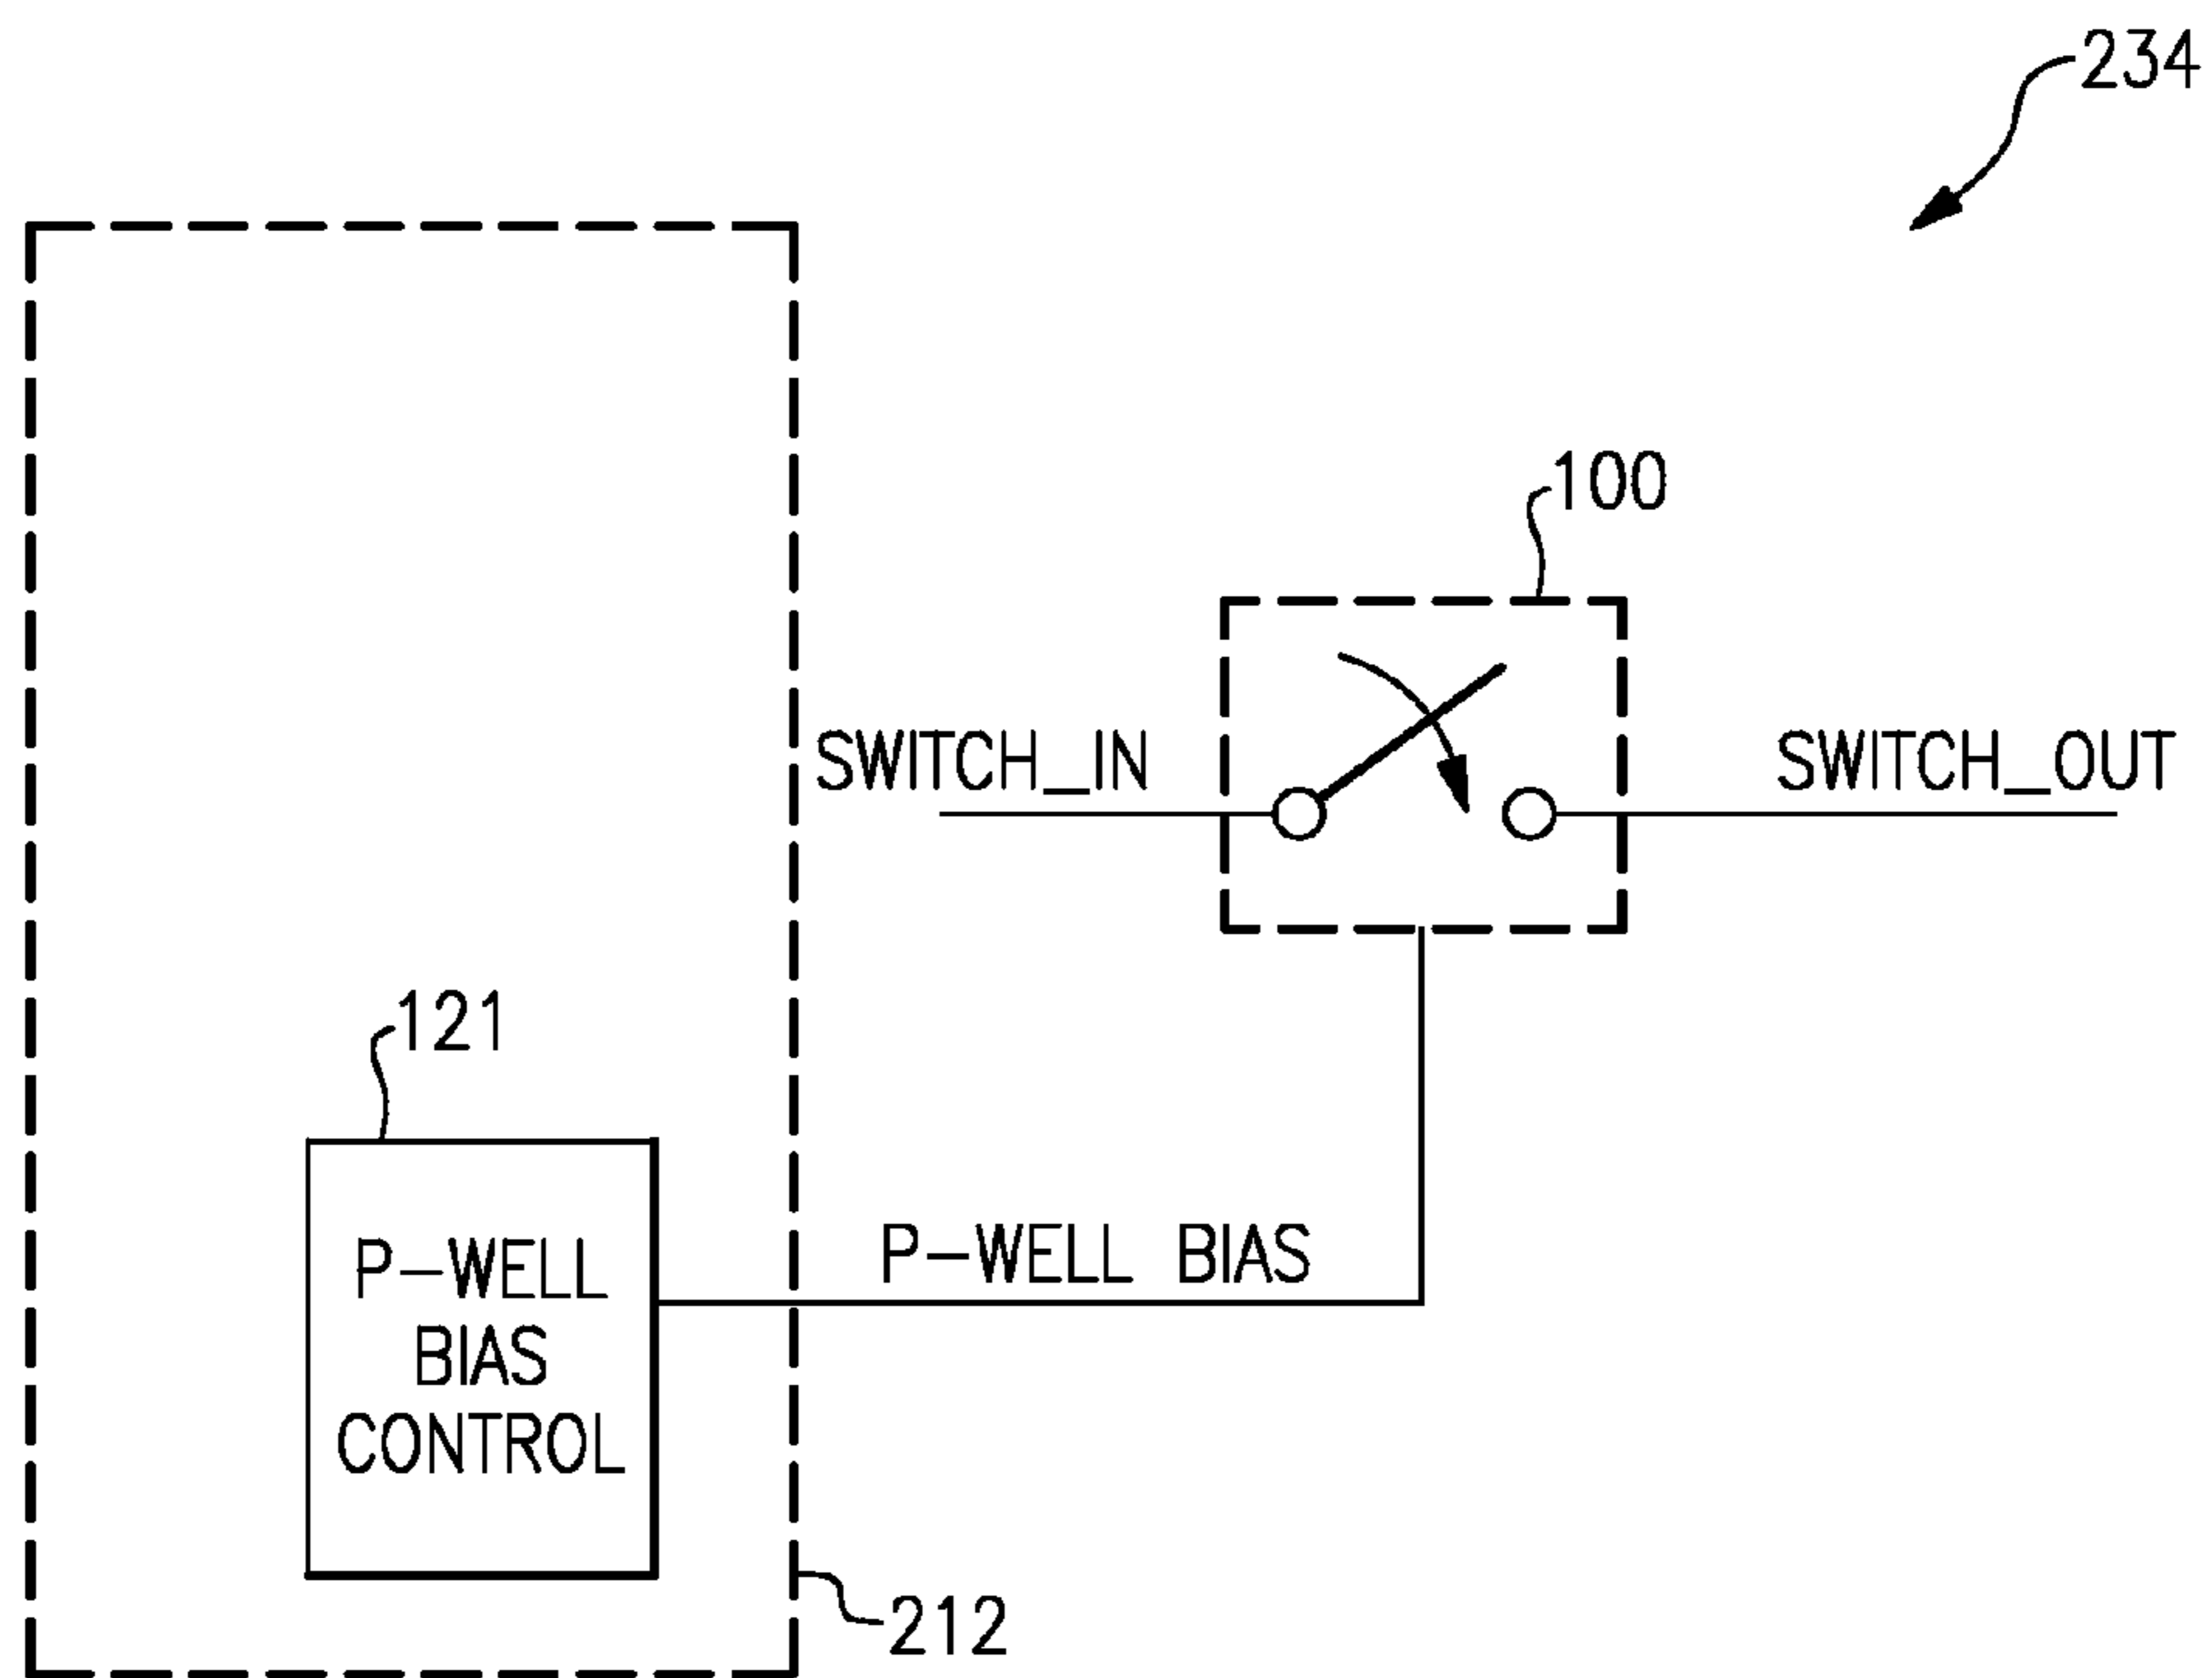 234
100
SWITCH_IN
SWITCH_OUT
121
P-WELL
BIAS
CONTROL
P-WELL BIAS
212